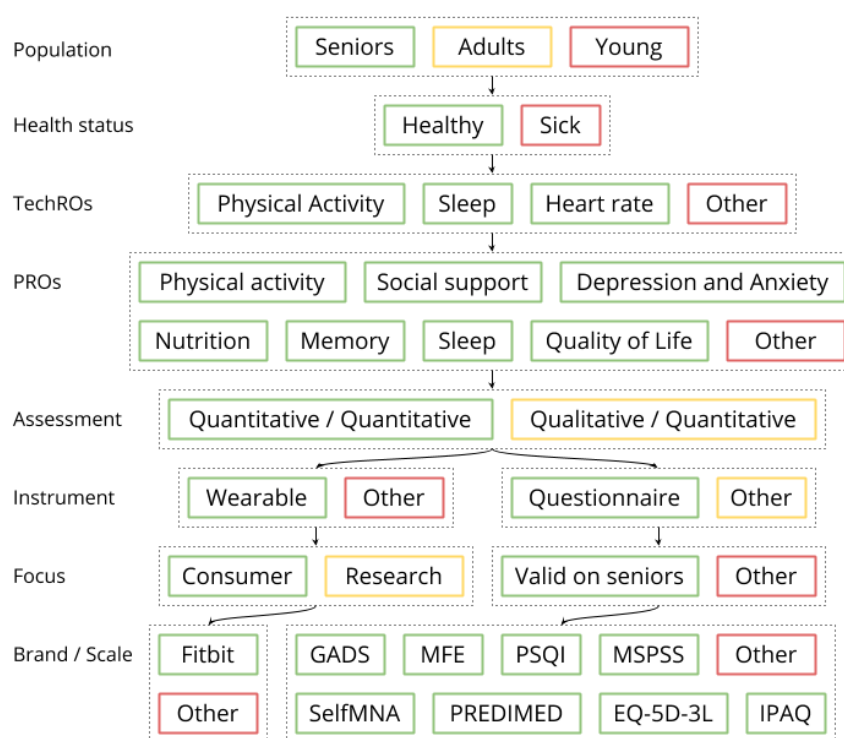 Population Seniors Adults Young
Health status Healthy Sick
TechROs Physical Activity Sleep Heart rate Other
PROs Physical activity Social support Depression and Anxiety
Nutrition Memory Sleep Quality of Life Other
Assessment Quantitative / Quantitative Qualitative / Quantitative
Instrument Wearable Other Questionnaire Other
Focus Consumer Research Valid on seniors Other
Brand / Scale Fitbit GADS MFE PSQI MSPSS Other
Other SelfMNA PREDIMED EQ-5D-3L IPAQ